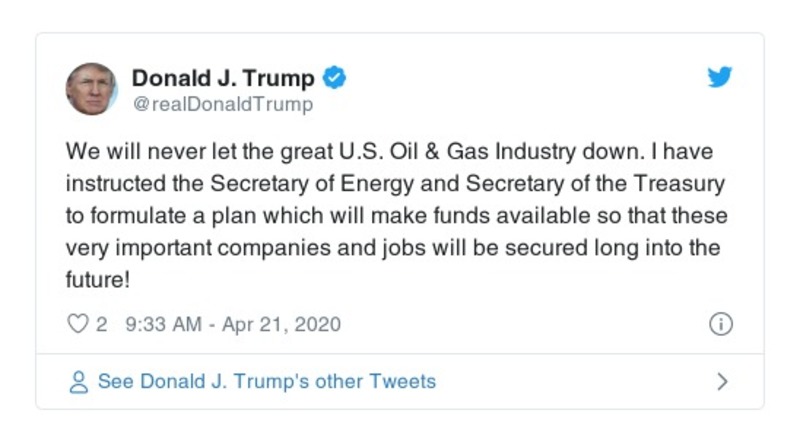 Donald J. Trump
@realDonaldTrump
We will never let the great U.S. Oil & Gas Industry down. I have
instructed the Secretary of Energy and Secretary of the Treasury
to formulate a plan which will make funds available so that these
very important companies and jobs will be secured long into the
future!
2 9:33 AM - Apr 21, 2020
See Donald J. Trump's other Tweets